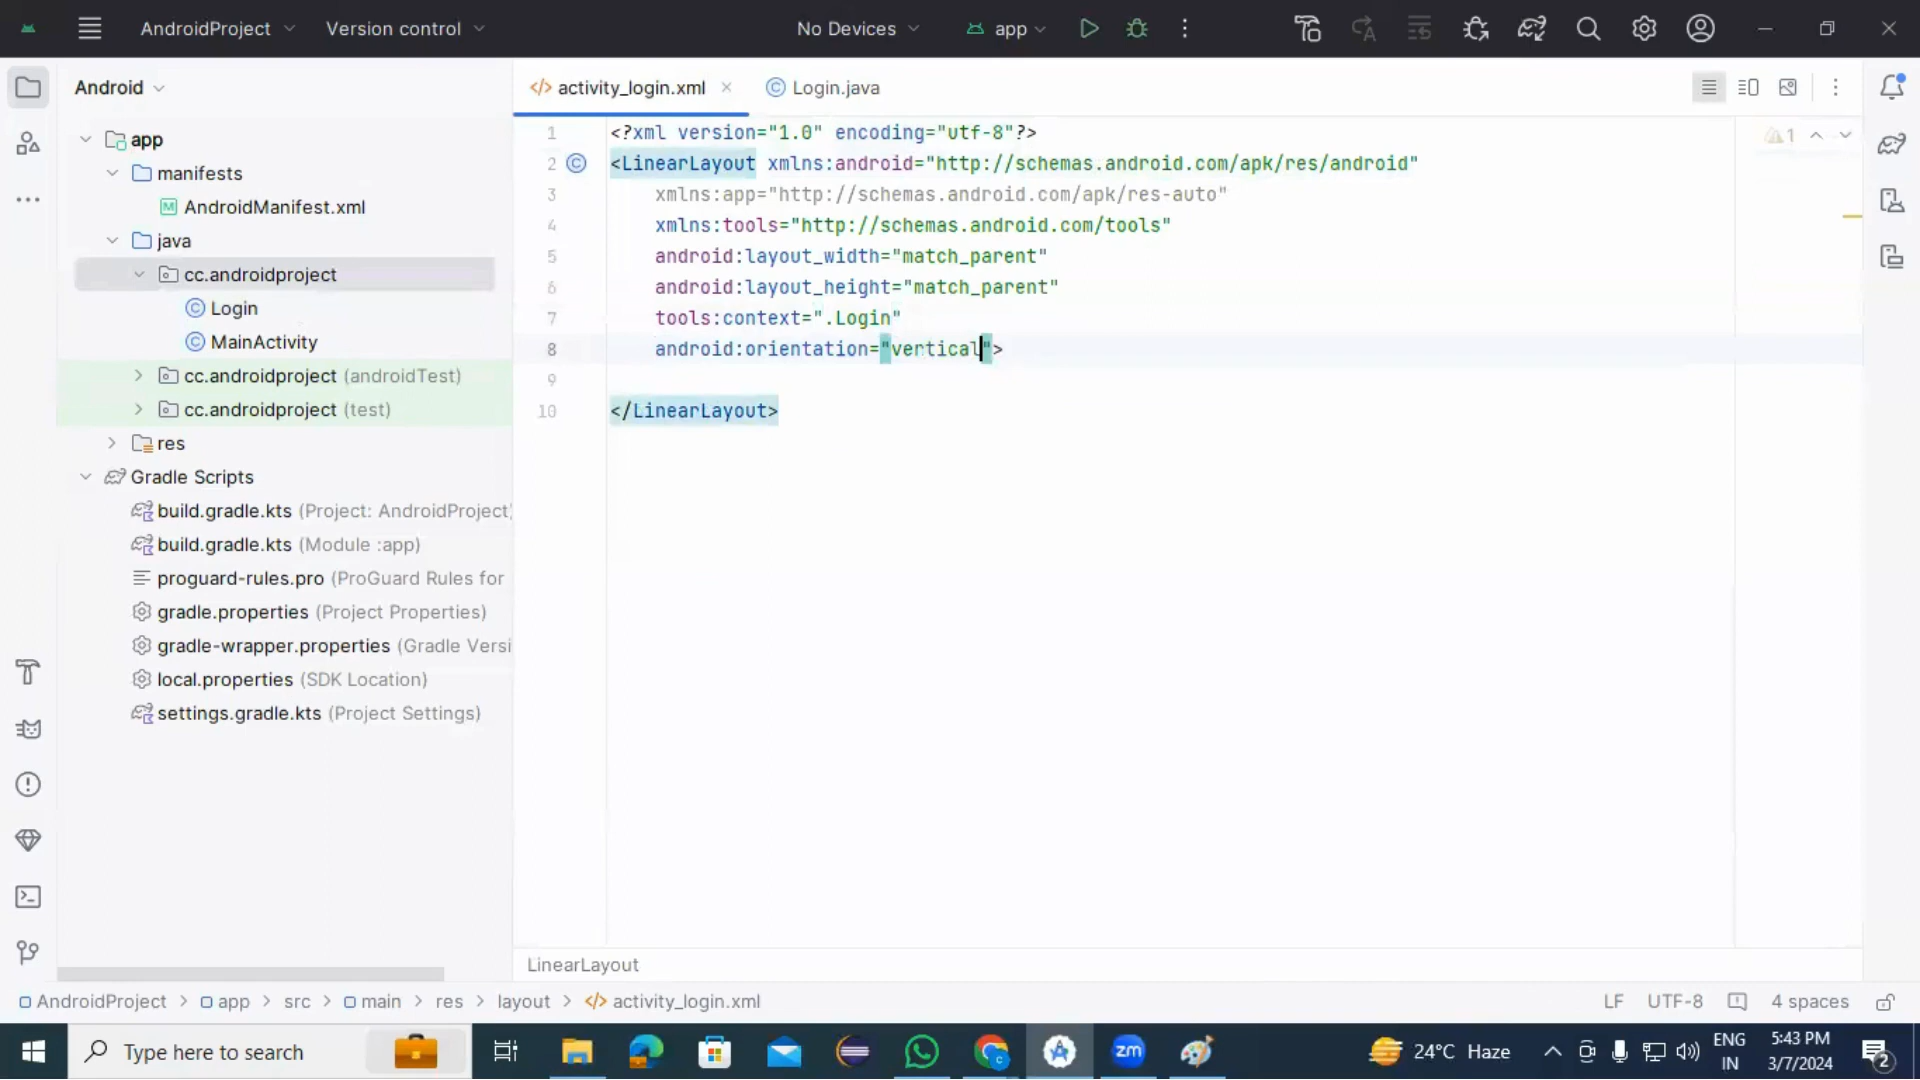 AndroidProject Version control No Devices app
Android
activity_login.xml Login.java
app
manifests
AndroidManifest.xml
java
cc.androidproject
Login
MainActivity
cc.androidproject (androidTest)
cc.androidproject (test)
res
Gradle Scripts
build.gradle.kts (Project: AndroidProject)
build.gradle.kts (Module :app)
proguard-rules.pro (ProGuard Rules for
gradle.properties (Project Properties)
gradle-wrapper.properties (Gradle Versi
local.properties (SDK Location)
settings.gradle.kts (Project Settings)
1 <?xml version="1.0" encoding="utf-8"?>
2 <LinearLayout xmlns:android="http://schemas.android.com/apk/res/android"
3 xmlns:app="http://schemas.android.com/apk/res-auto"
4 xmlns:tools="http://schemas.android.com/tools"
5 android:layout_width="match_parent"
6 android:layout_height="match_parent"
7 tools:context=".Login"
8 android:orientation="vertical">
9
10 </LinearLayout>
1
LinearLayout
AndroidProject > app > src > main > res > layout > activity_login.xml LF UTF-8 4 spaces
Type here to search
zm
24°C Haze
ENG
IN
5:43 PM
3/7/2024
2